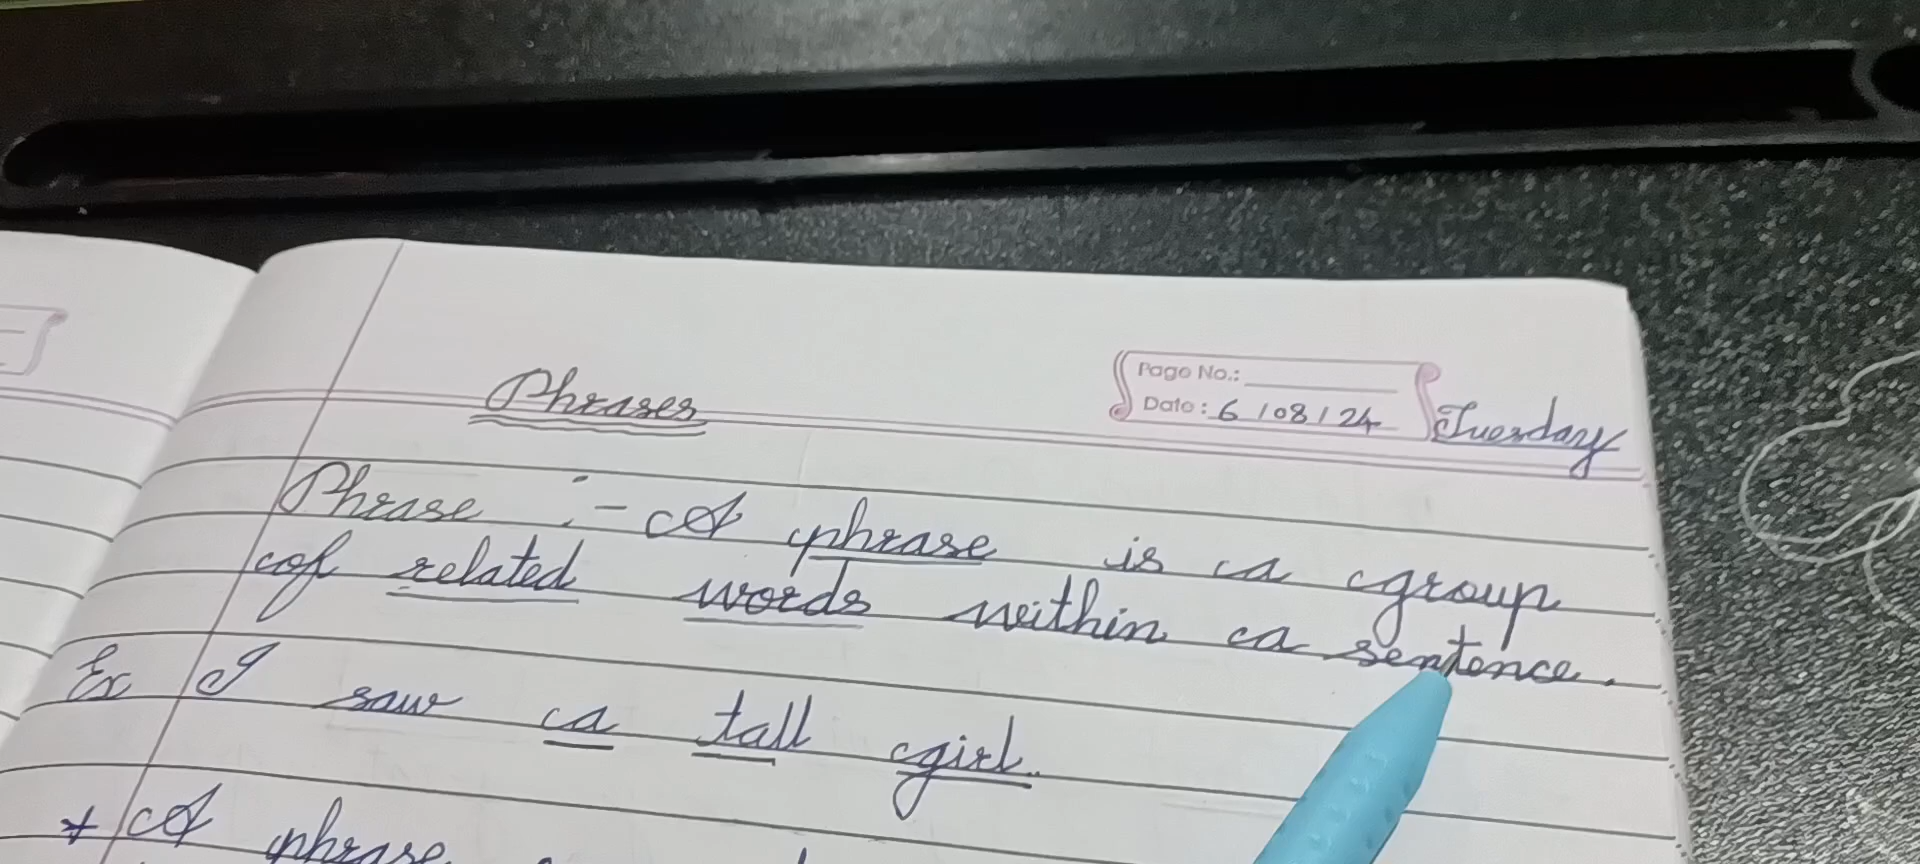 Phrases
Page No.:
Date: 6/08/24 Tuesday
Phrase :- A phrase is a group
of related words within a sentence.
Ex I saw a tall girl.
* A phrase